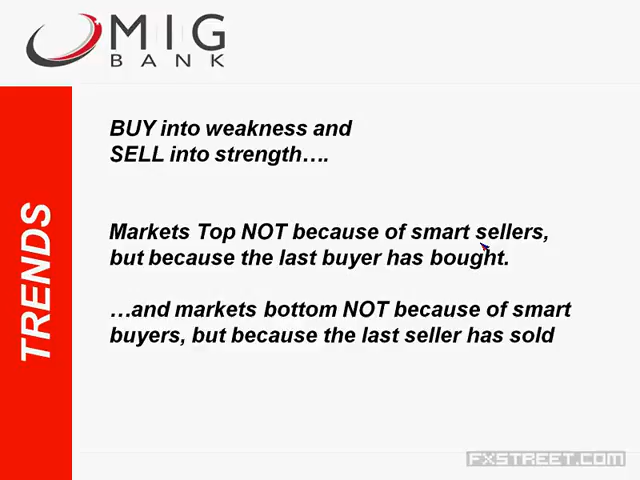 MIG
BANK
BUY into weakness and
SELL into strength….
TRENDS
Markets Top NOT because of smart sellers,
but because the last buyer has bought.
…and markets bottom NOT because of smart
buyers, but because the last seller has sold
FXSTREET.COM